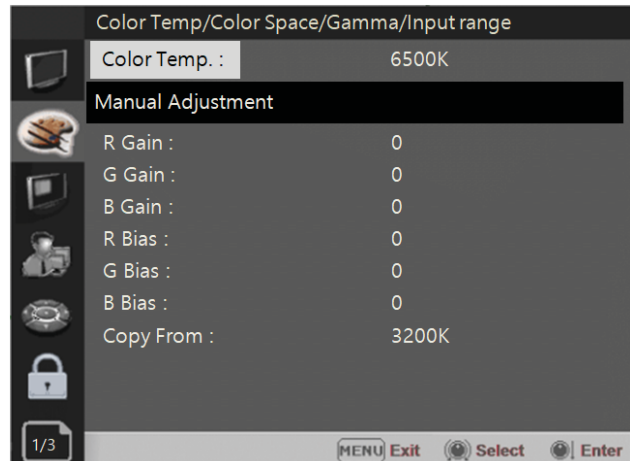 Color Temp/Color Space/Gamma/Input range
Color Temp. : 6500K
Manual Adjustment
R Gain : 0
G Gain : 0
B Gain : 0
R Bias : 0
G Bias : 0
B Bias : 0
Copy From : 3200K
1/3 MENU Exit Select Enter